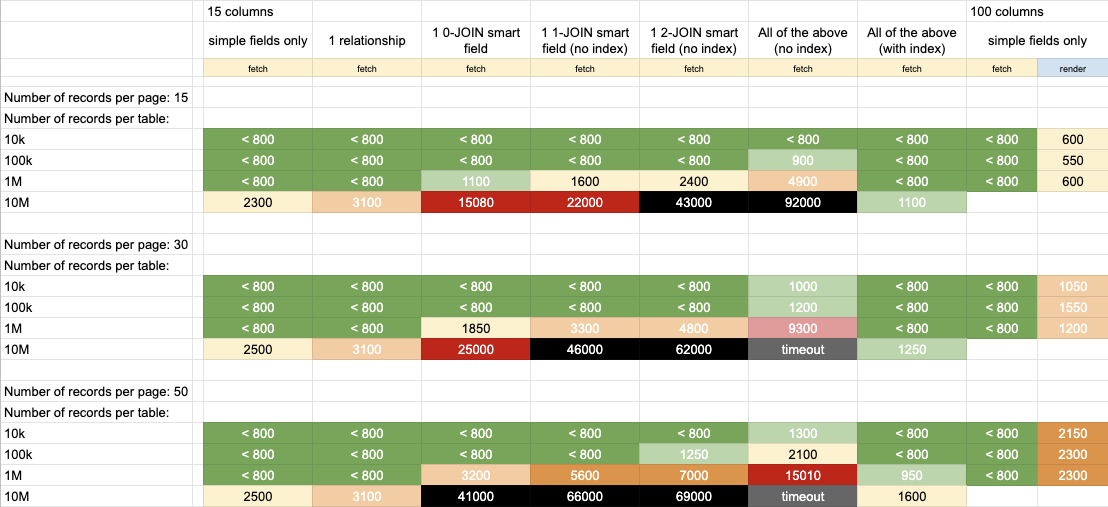 15 columns 100 columns
simple fields only 1 relationship 1 0-JOIN smart field 1 1-JOIN smart field (no index) 1 2-JOIN smart field (no index) All of the above (no index) All of the above (with index) simple fields only
fetch fetch fetch fetch fetch fetch fetch fetch render
Number of records per page: 15
Number of records per table:
10k < 800 < 800 < 800 < 800 < 800 < 800 < 800 < 800 600
100k < 800 < 800 < 800 < 800 < 800 900 < 800 < 800 550
1M < 800 < 800 1100 1600 2400 4900 < 800 < 800 600
10M 2300 3100 15080 22000 43000 92000 1100
Number of records per page: 30
Number of records per table:
10k < 800 < 800 < 800 < 800 < 800 1000 < 800 < 800 1050
100k < 800 < 800 < 800 < 800 < 800 1200 < 800 < 800 1550
1M < 800 < 800 1850 3300 4800 9300 < 800 < 800 1200
10M 2500 3100 25000 46000 62000 timeout 1250
Number of records per page: 50
Number of records per table:
10k < 800 < 800 < 800 < 800 < 800 1300 < 800 < 800 2150
100k < 800 < 800 < 800 < 800 1250 2100 < 800 < 800 2300
1M < 800 < 800 3200 5600 7000 15010 950 < 800 2300
10M 2500 3100 41000 66000 69000 timeout 1600